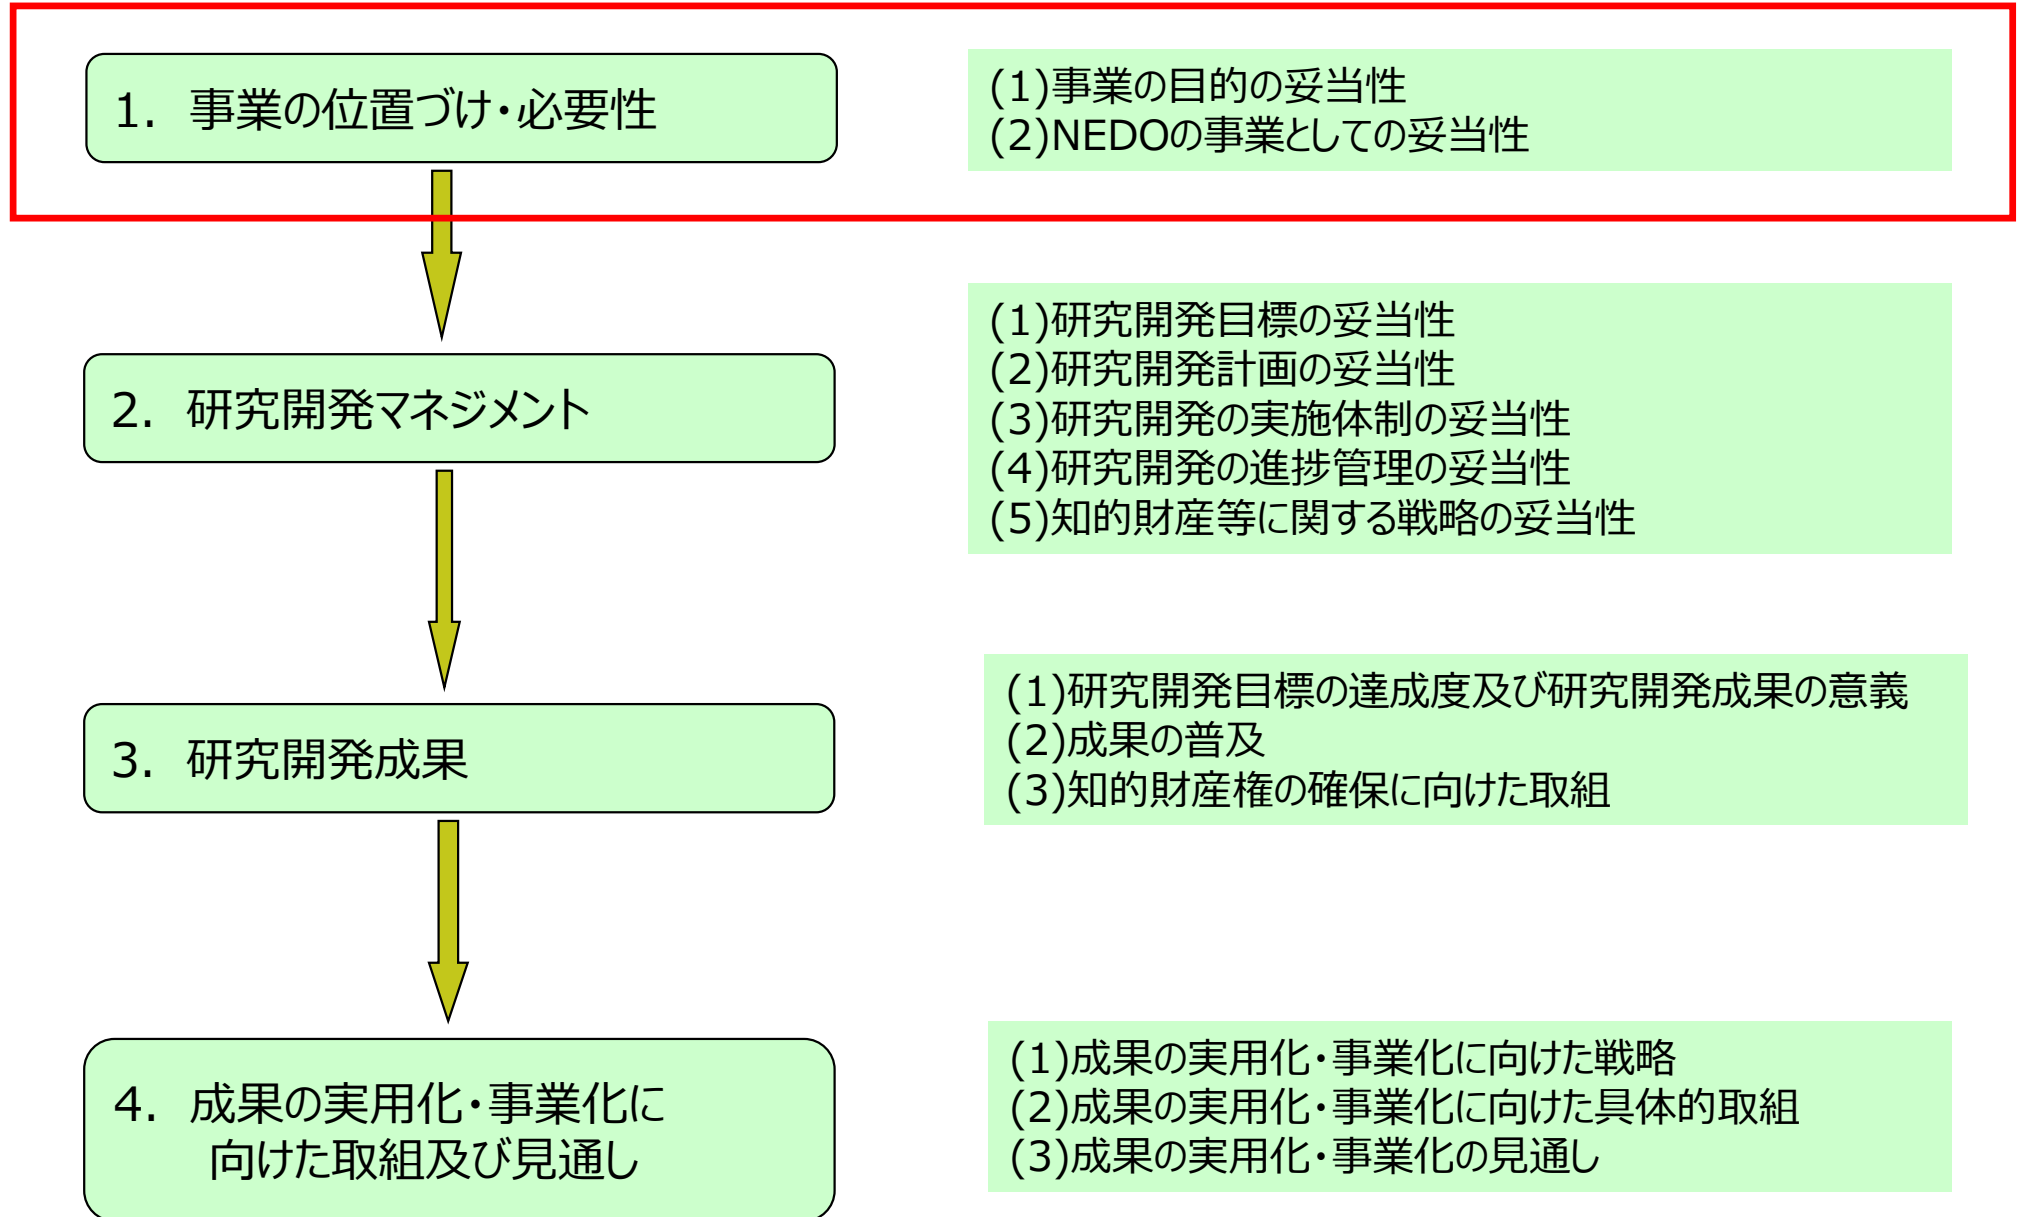 1. 事業の位置づけ・必要性
(1)事業の目的の妥当性
(2)NEDOの事業としての妥当性
2. 研究開発マネジメント
(1)研究開発目標の妥当性
(2)研究開発計画の妥当性
(3)研究開発の実施体制の妥当性
(4)研究開発の進捗管理の妥当性
(5)知的財産等に関する戦略の妥当性
3. 研究開発成果
(1)研究開発目標の達成度及び研究開発成果の意義
(2)成果の普及
(3)知的財産権の確保に向けた取組
4. 成果の実用化・事業化に
向けた取組及び見通し
(1)成果の実用化・事業化に向けた戦略
(2)成果の実用化・事業化に向けた具体的取組
(3)成果の実用化・事業化の見通し